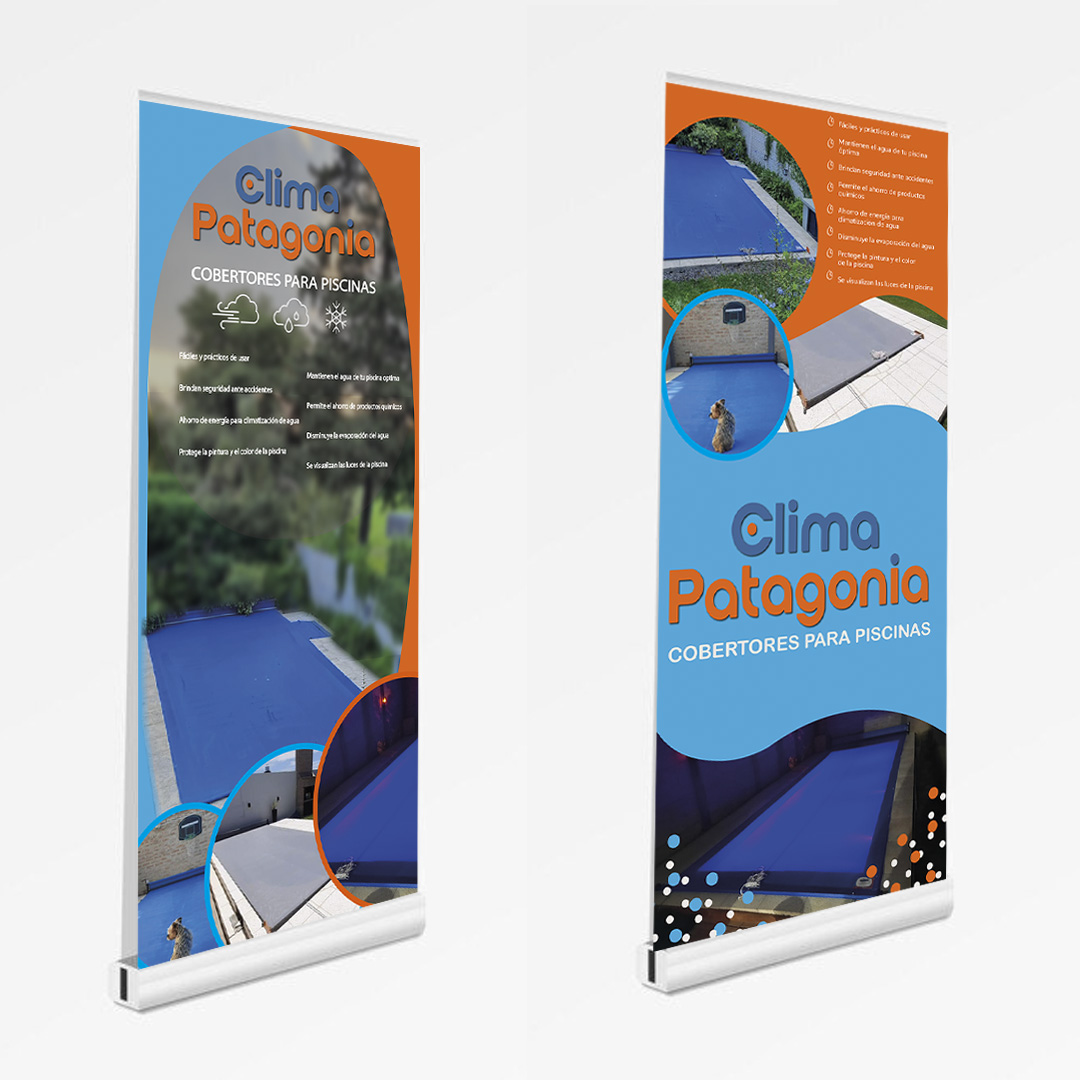 Clima
Patagonia
COBERTORES PARA PISCINAS
Fáciles y prácticos de usar
Brindan seguridad ante accidentes
Ahorro de energía para climatización de agua
Protege la pintura y el color de la piscina
Mantienen el agua de tu piscina optima
Permite el ahorro de productos quimicos
Disminuye la evaporación del agua
Se visualizan las luces de la piscina
Fáciles y prácticos de usar
Mantienen el agua de tu piscina
óptima
Brindan seguridad ante accidentes
Permite el ahorro de productos
químicos
Ahorro de energía para
climatizacion de agua
Disminuye la evaporación del agua
Protege la pintura y el color
de la piscina
Se visualizan las luces de la piscina
Clima
Patagonia
COBERTORES PARA PISCINAS